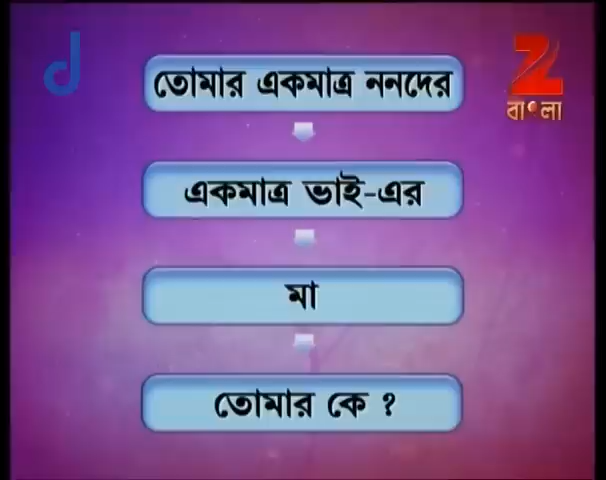 তোমার একমাত্র ননদের
বাংলা
একমাত্র ভাই-এর
মা
তোমার কে ?